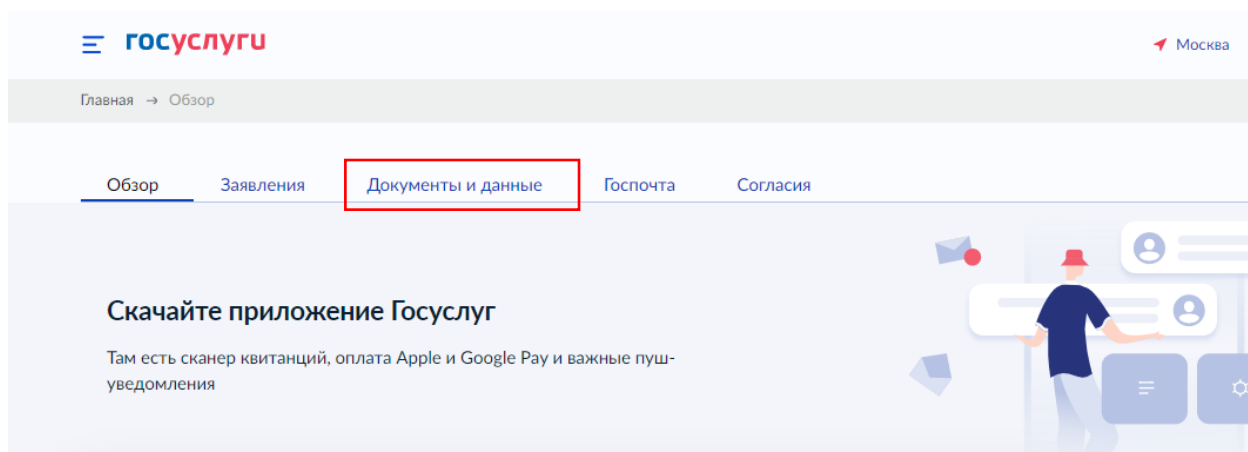 госуслуги
Москва
Главная → Обзор
Обзор Заявления Документы и данные Госпочта Согласия
Скачайте приложение Госуслуг
Там есть сканер квитанций, оплата Apple и Google Pay и важные пуш-
уведомления